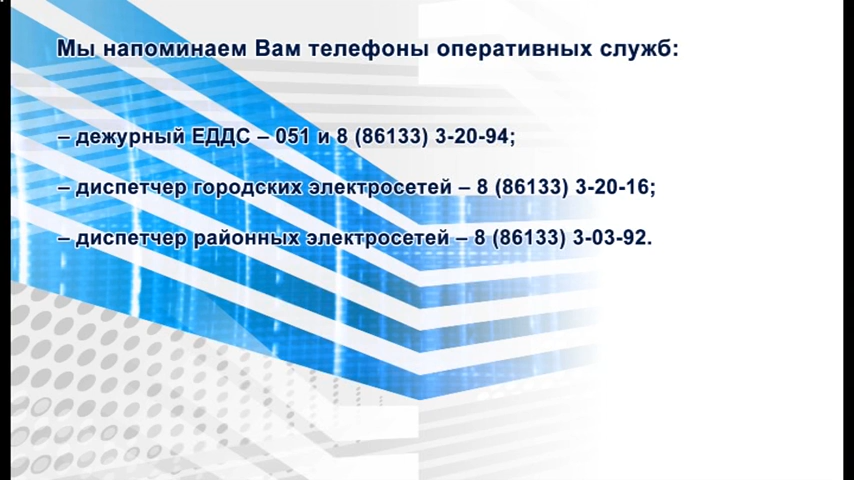 Мы напоминаем Вам телефоны оперативных служб:
– дежурный ЕДДС – 051 и 8 (86133) 3-20-94;
– диспетчер городских электросетей – 8 (86133) 3-20-16;
– диспетчер районных электросетей – 8 (86133) 3-03-92.